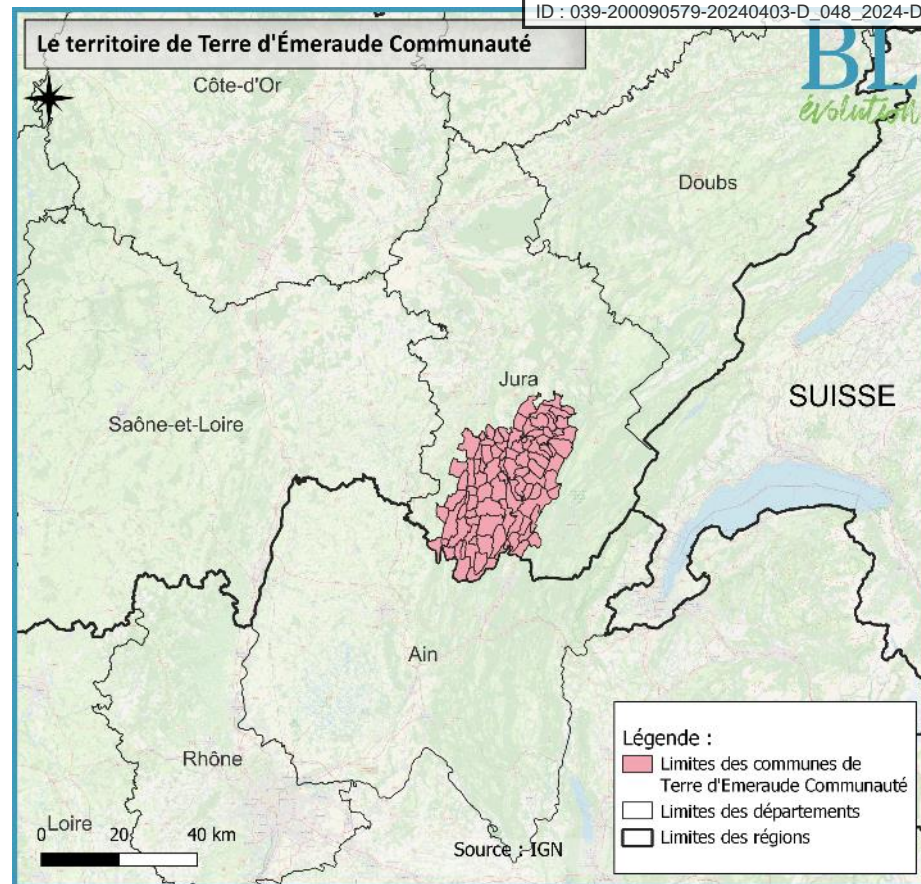 ID : 039-200090579-20240403-D_048_2024-D
Le territoire de Terre d'Émeraude Communauté
BL
évolution
Côte-d'Or
Doubs
Jura
SUISSE
Saône-et-Loire
Ain
Rhône
Loire
0 20 40 km
Source : IGN
Légende :
Limites des communes de
Terre d'Emeraude Communauté
Limites des départements
Limites des régions